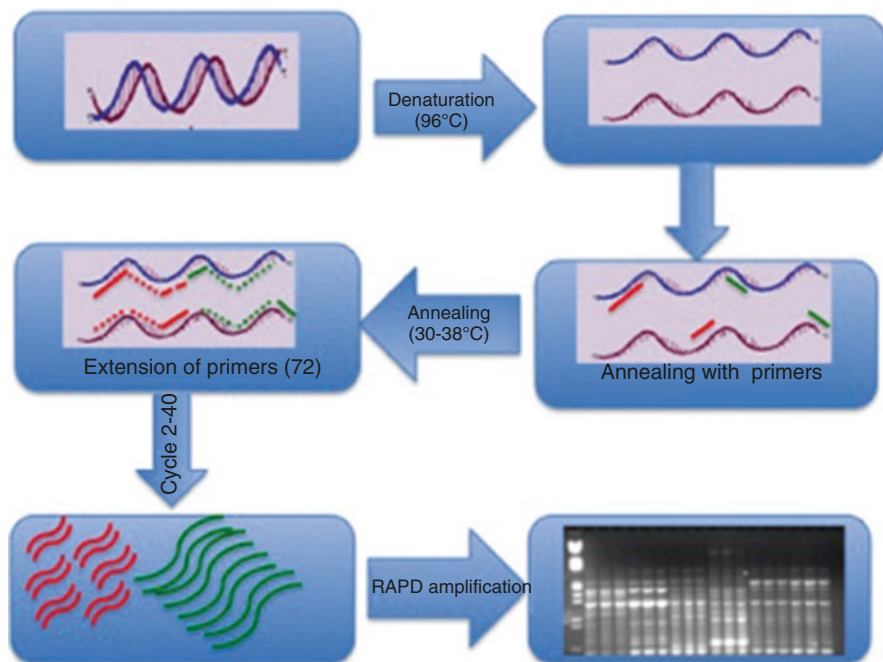 Denaturation
(96°C)
Annealing with primers
Annealing
(30-38°C)
Extension of primers (72)
Cycle 2-40
RAPD amplification